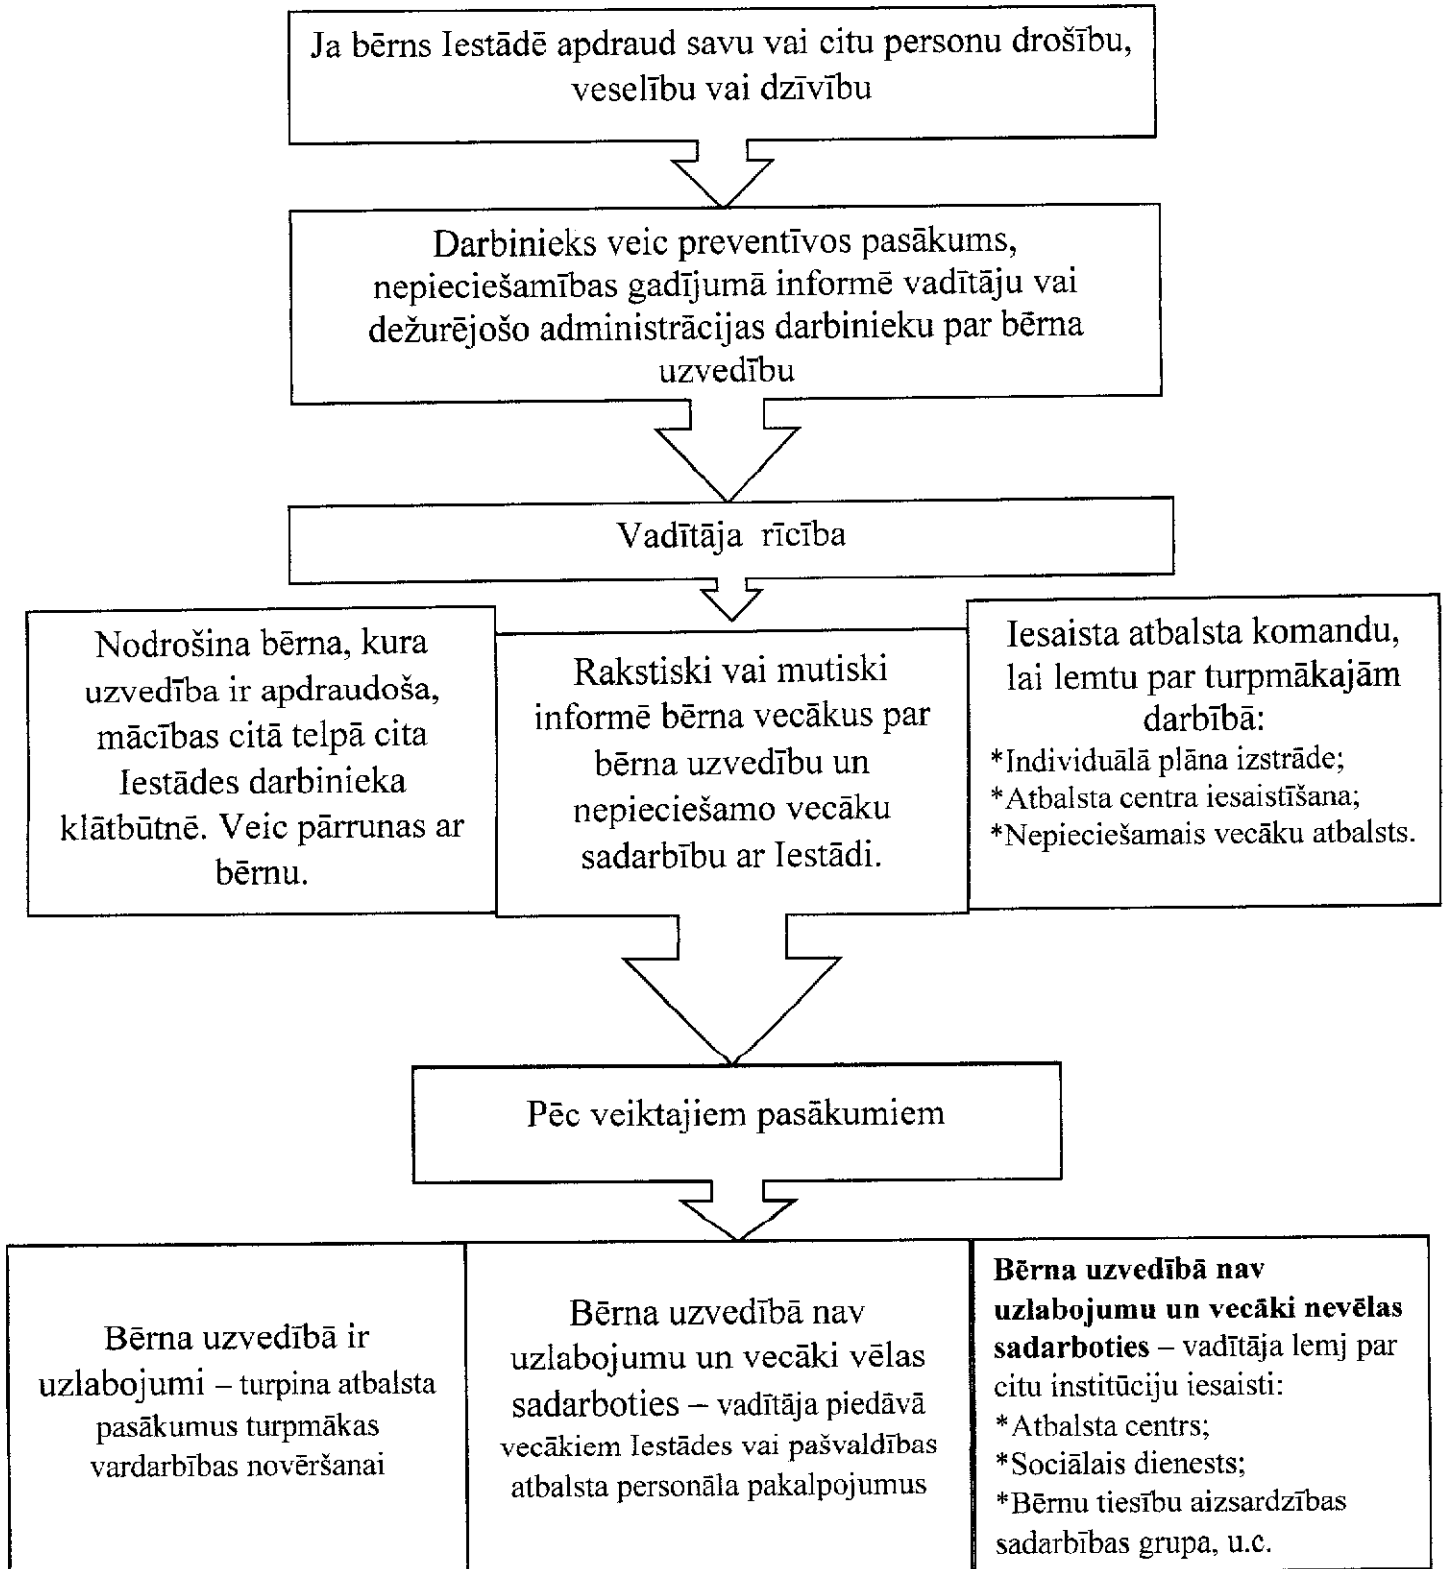 Ja bērns Iestādē apdraud savu vai citu personu drošību,
veselību vai dzīvību
Darbinieks veic preventīvos pasākums,
nepieciešamības gadījumā informē vadītāju vai
dežurējošo administrācijas darbinieku par bērna
uzvedību
Vadītāja rīcība
Nodrošina bērna, kura
uzvedība ir apdraudoša,
mācības citā telpā cita
Iestādes darbinieka
klātbūtnē. Veic pārrunas ar
bērnu.
Rakstiski vai mutiski
informē bērna vecākus par
bērna uzvedību un
nepieciešamo vecāku
sadarbību ar Iestādi.
Iesaista atbalsta komandu,
lai lemtu par turpmākajām
darbībā:
*Individuālā plāna izstrāde;
*Atbalsta centra iesaistīšana;
*Nepieciešamais vecāku atbalsts.
Pēc veiktajiem pasākumiem
Bērna uzvedībā ir
uzlabojumi – turpina atbalsta
pasākumus turpmākas
vardarbības novēršanai
Bērna uzvedībā nav
uzlabojumu un vecāki vēlas
sadarboties – vadītāja piedāvā
vecākiem Iestādes vai pašvaldības
atbalsta personāla pakalpojumus
Bērna uzvedībā nav
uzlabojumu un vecāki nevēlas
sadarboties – vadītāja lemj par
citu institūciju iesaisti:
*Atbalsta centrs;
*Sociālais dienests;
*Bērnu tiesību aizsardzības
sadarbības grupa, u.c.